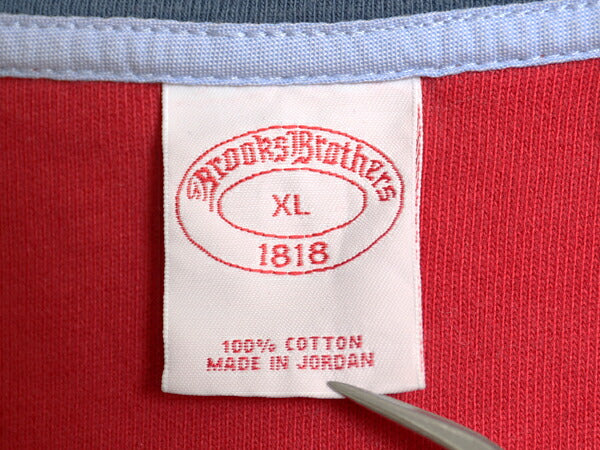 Brooks Brothers
XL
1818
100% COTTON
MADE IN JORDAN